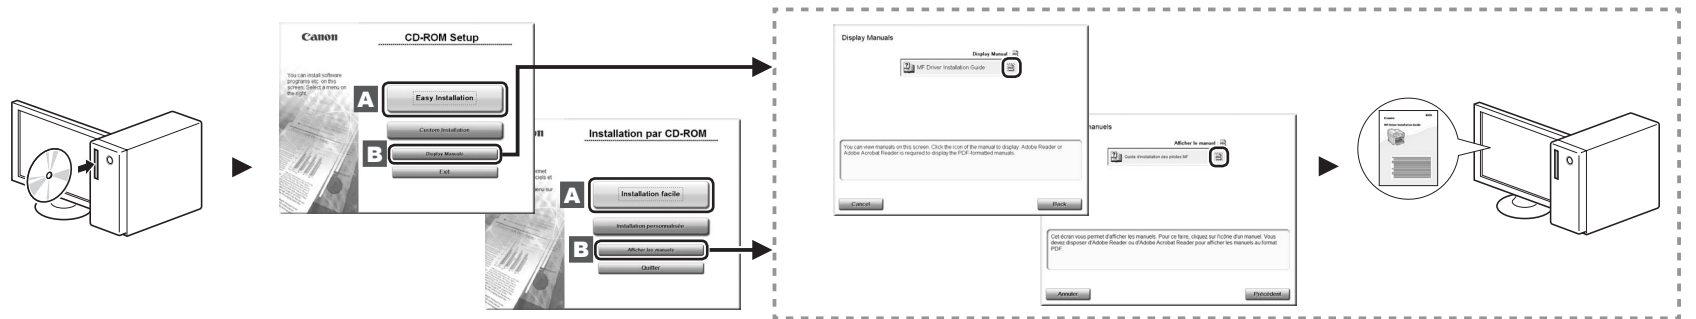 Canon
CD-ROM Setup
You can install software
programs etc. on this
screen. Select a menu on
the right.
A
Easy Installation
Custom Installation
B
Display Manuals
Exit
on
Installation par CD-ROM
A
Installation facile
Installation personnalisée
B
Afficher les manuels
Quitter
Display Manuals
Display Manual :
MF Driver Installation Guide
You can view manuals on this screen. Click the icon of the manual to display. Adobe Reader or
Adobe Acrobat Reader is required to display the PDF-formatted manuals.
Cancel
Back
manuels
Afficher le manuel :
Guide d'installation des pilotes MF
Cet écran vous permet d'afficher les manuels. Pour ce faire, cliquez sur l'icône d'un manuel. Vous
devez disposer d'Adobe Reader ou d'Adobe Acrobat Reader pour afficher les manuels au format
PDF.
Annuler
Précédent
Canon
MF Driver Installation Guide